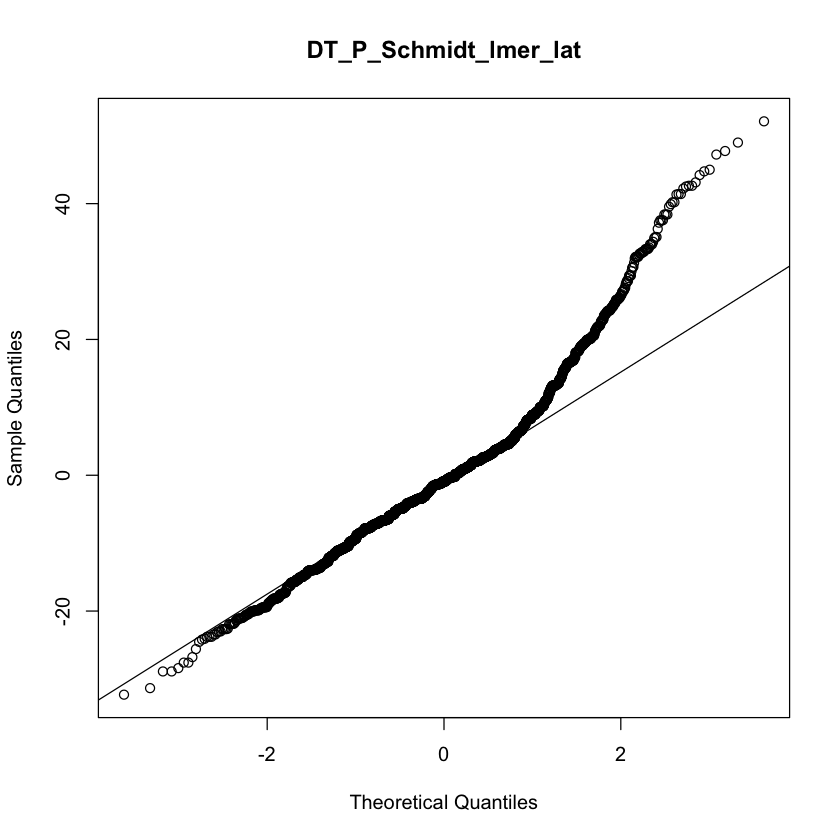 DT_P_Schmidt_lmer_lat
40
20
0
-20
Sample Quantiles
-2 0 2
Theoretical Quantiles